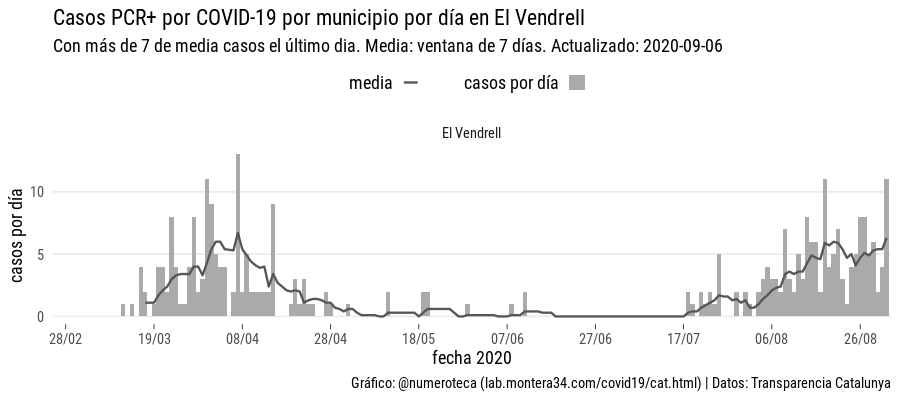 Casos PCR+ por COVID-19 por municipio por día en El Vendrell
Con más de 7 de media casos el último dia. Media: ventana de 7 días. Actualizado: 2020-09-06
media casos por día
El Vendrell
casos por día
10
5
0
28/02 19/03 08/04 28/04 18/05 07/06 27/06 17/07 06/08 26/08
fecha 2020
Gráfico: @numeroteca (lab.montera34.com/covid19/cat.html) | Datos: Transparencia Catalunya